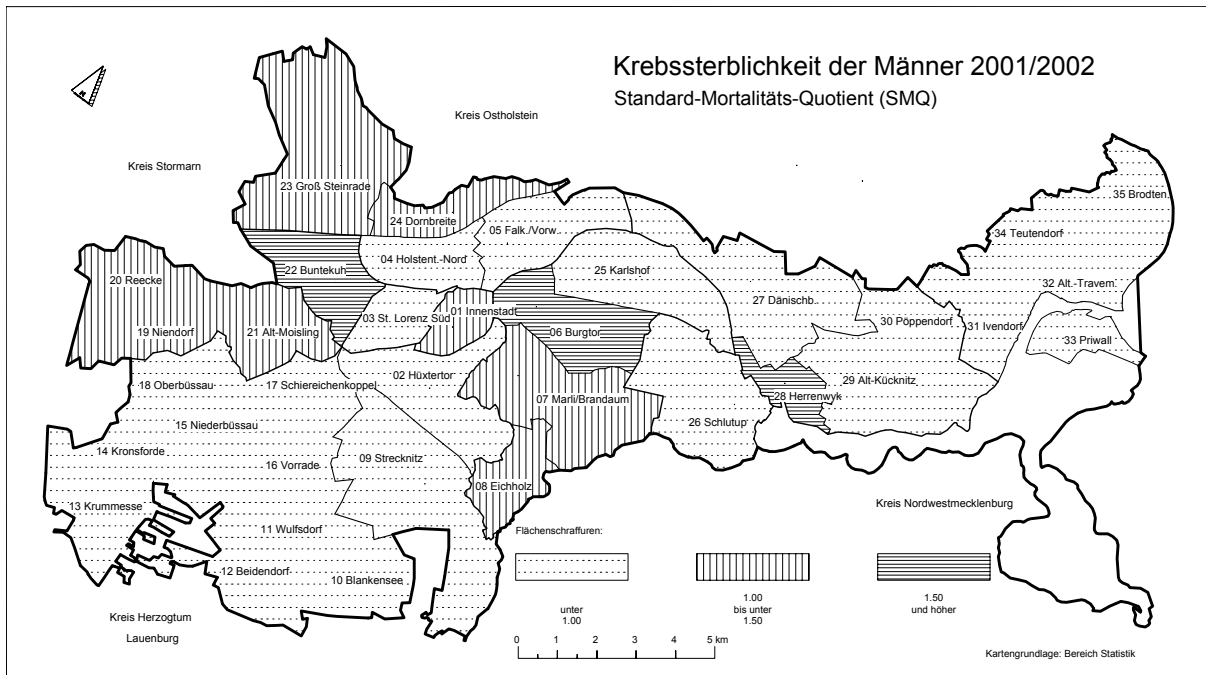 Krebssterblichkeit der Männer 2001/2002
Standard-Mortalitäts-Quotient (SMQ)
N
Kreis Ostholstein
Kreis Stormarn
23 Groß Steinrade
35 Brodten
24 Dornbreite
05 Falk./Vorw.
34 Teutendorf
04 Holstent.-Nord
22 Buntekuh
25 Karlshof
20 Reecke
32 Alt.-Travem.
27 Dänischb.
01 Innenstadt
03 St. Lorenz Süd
30 Pöppendorf
19 Niendorf
21 Alt-Moisling
06 Burgtor
31 Ivendorf
33 Priwall
02 Hüxtertor
29 Alt-Kücknitz
18 Oberbüssau
17 Schiereichenkoppel
28 Herrenwyk
07 Marli/Brandaum
26 Schlutup
15 Niederbüssau
14 Kronsforde
09 Strecknitz
16 Vorrade
08 Eichholz
13 Krummesse
Kreis Nordwestmecklenburg
11 Wulfsdorf
Flächenschraffuren:
12 Beidendorf
10 Blankensee
unter
1.00
1.00
bis unter
1.50
1.50
und höher
Kreis Herzogtum
Lauenburg
0 1 2 3 4 5 km
Kartengrundlage: Bereich Statistik